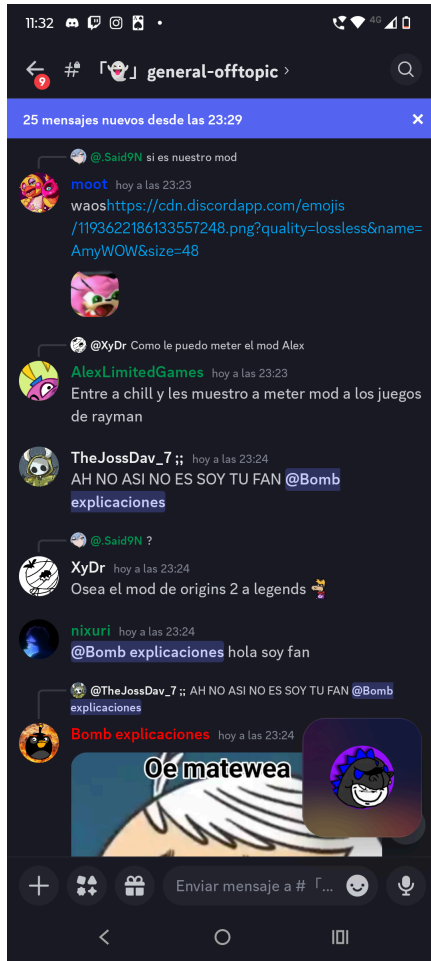 11:32
4G
9
「👻」general-offtopic
25 mensajes nuevos desde las 23:29
@.Said9N si es nuestro mod
moot hoy a las 23:23
waoshttps://cdn.discordapp.com/emojis
/1193622186133557248.png?quality=lossless&name=
AmyWOW&size=48
@XyDr Como le puedo meter el mod Alex
AlexLimitedGames hoy a las 23:23
Entre a chill y les muestro a meter mod a los juegos
de rayman
TheJossDav_7 ;; hoy a las 23:24
AH NO ASI NO ES SOY TU FAN @Bomb
explicaciones
@.Said9N ?
XyDr hoy a las 23:24
Osea el mod de origins 2 a legends
nixuri hoy a las 23:24
@Bomb explicaciones hola soy fan
@TheJossDav_7 ;; AH NO ASI NO ES SOY TU FAN @Bomb
explicaciones
Bomb explicaciones hoy a las 23:24
Oe matewea
Enviar mensaje a #「...